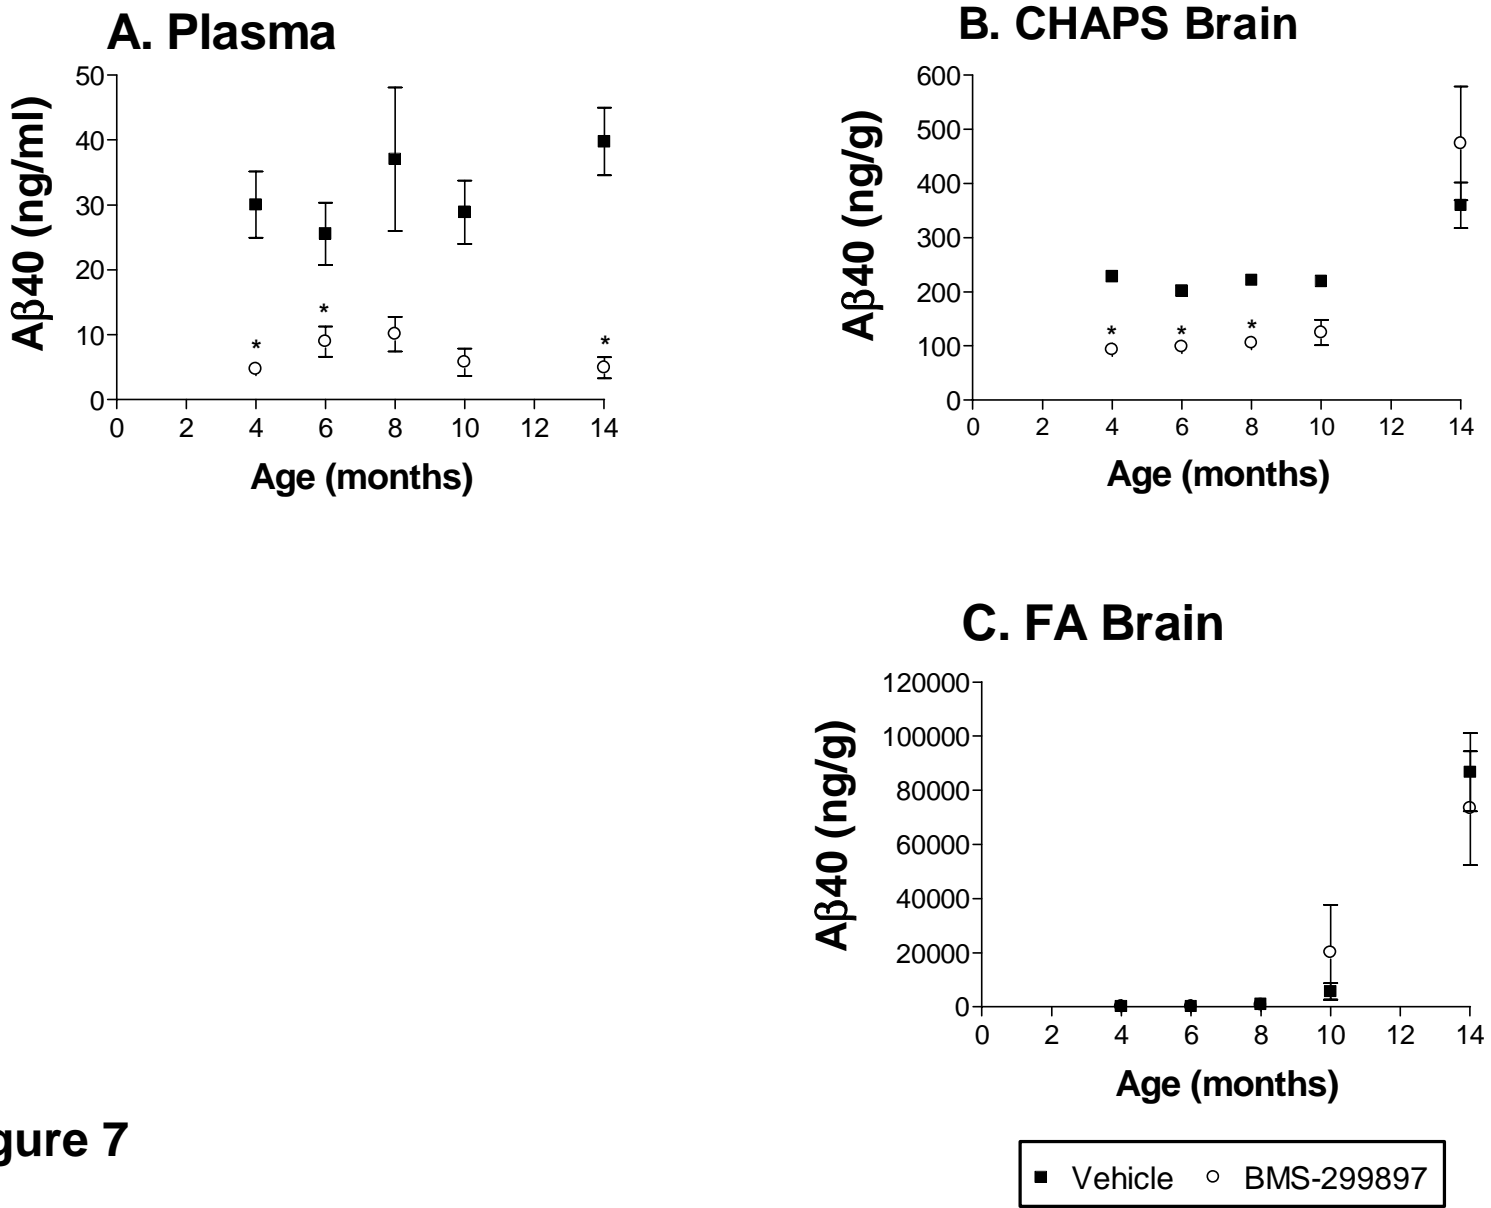 A. Plasma
50
40
30
20
10
0
Aβ40 (ng/ml)
*
*
*
0 2 4 6 8 10 12 14
Age (months)
B. CHAPS Brain
600
500
400
300
200
100
0
Aβ40 (ng/g)
* * *
0 2 4 6 8 10 12 14
Age (months)
C. FA Brain
120000
100000
80000
60000
40000
20000
0
Aβ40 (ng/g)
0 2 4 6 8 10 12 14
Age (months)
gure 7
Vehicle BMS-299897